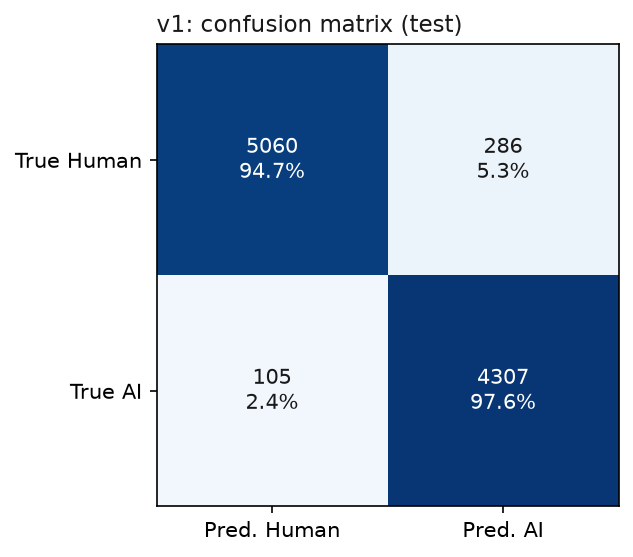 v1: confusion matrix (test)
True Human
5060
94.7%
286
5.3%
True AI
105
2.4%
4307
97.6%
Pred. Human
Pred. AI